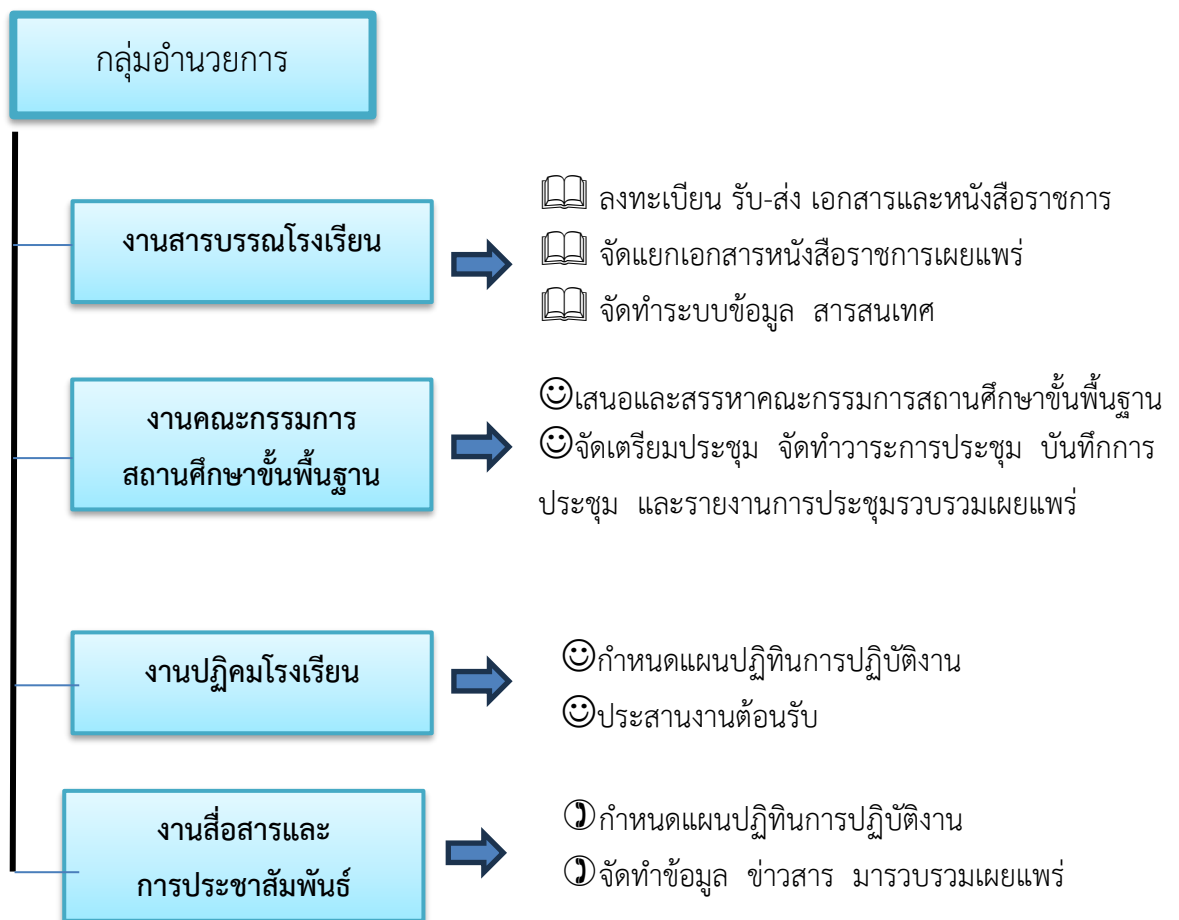 กลุ่มอำนวยการ
งานสารบรรณโรงเรียน
ลงทะเบียน รับ-ส่ง เอกสารและหนังสือราชการ
จัดแยกเอกสารหนังสือราชการเผยแพร่
จัดทำระบบข้อมูล สารสนเทศ
งานคณะกรรมการ
สถานศึกษาขั้นพื้นฐาน
เสนอและสรรหาคณะกรรมการสถานศึกษาขั้นพื้นฐาน
จัดเตรียมประชุม จัดทำวาระการประชุม บันทึกการ
ประชุม และรายงานการประชุมรวบรวมเผยแพร่
งานปฏิคมโรงเรียน
กำหนดแผนปฏิทินการปฏิบัติงาน
ประสานงานต้อนรับ
งานสื่อสารและ
การประชาสัมพันธ์
กำหนดแผนปฏิทินการปฏิบัติงาน
จัดทำข้อมูล ข่าวสาร มารวบรวมเผยแพร่